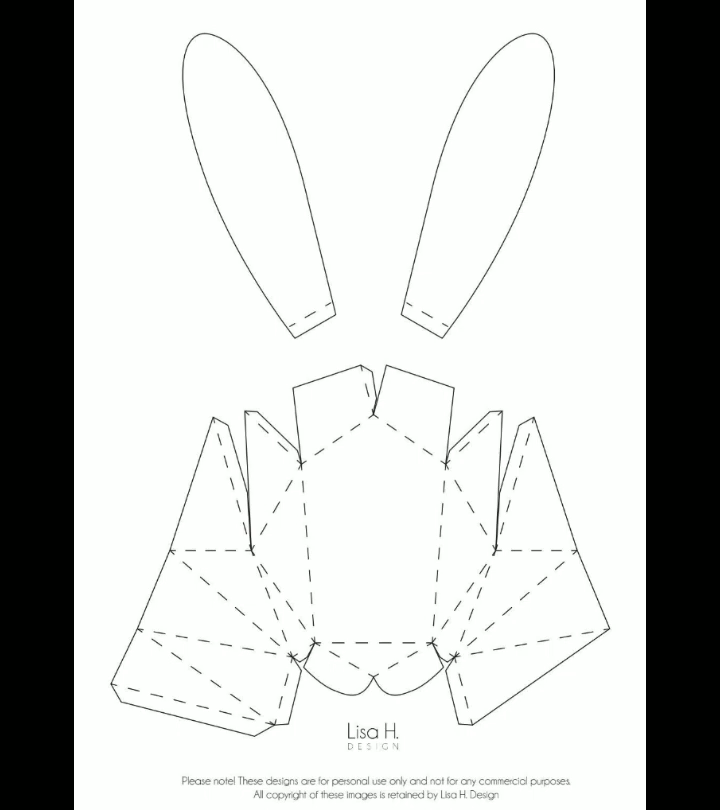 Lisa H.
DESIGN
Please note! These designs are for personal use only and not for any commercial purposes.
All copyright of these images is retained by Lisa H. Design